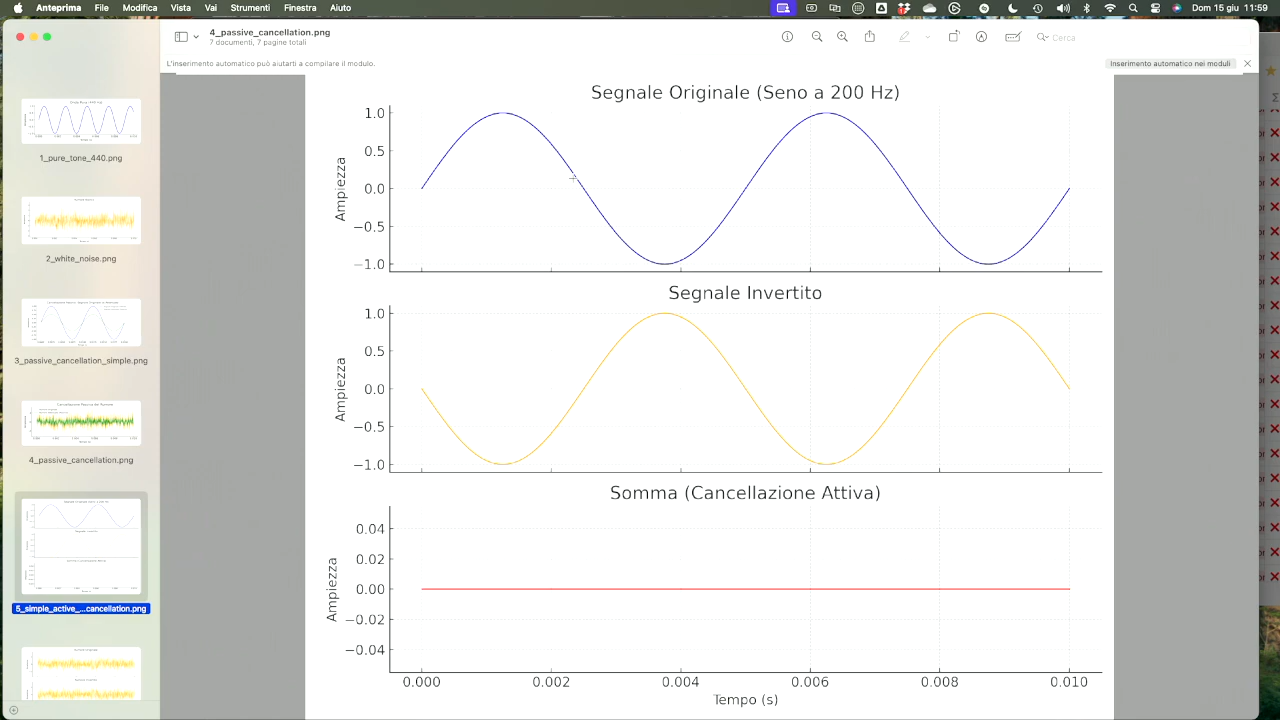 Anteprima File Modifica Vai Strumenti Finestra Aiuto
Dom 15 giu 11:59
4_passive_cancellation.png
7 documenti, 7 pagine totali
Cerca
L'inserimento automatico può aiutarti a compilare il modulo.
Inserimento automatico nei moduli
1_pure_tone_440.png
2_white_noise.png
3_passive_cancellation_simple.png
4_passive_cancellation.png
5_simple_active_...cancellation.png
Segnale Originale (Seno a 200 Hz)
Ampiezza
1.0
0.5
0.0
−0.5
−1.0
Segnale Invertito
Ampiezza
1.0
0.5
0.0
−0.5
−1.0
Somma (Cancellazione Attiva)
Ampiezza
0.04
0.02
0.00
−0.02
−0.04
0.000 0.002 0.004 0.006 0.008 0.010
Tempo (s)